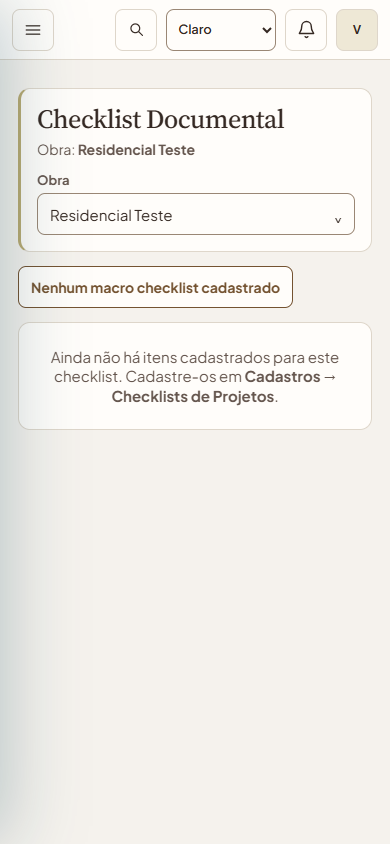 Claro
V
Checklist Documental
Obra: Residencial Teste
Obra
Residencial Teste
Nenhum macro checklist cadastrado
Ainda não há itens cadastrados para este
checklist. Cadastre-os em Cadastros →
Checklists de Projetos.